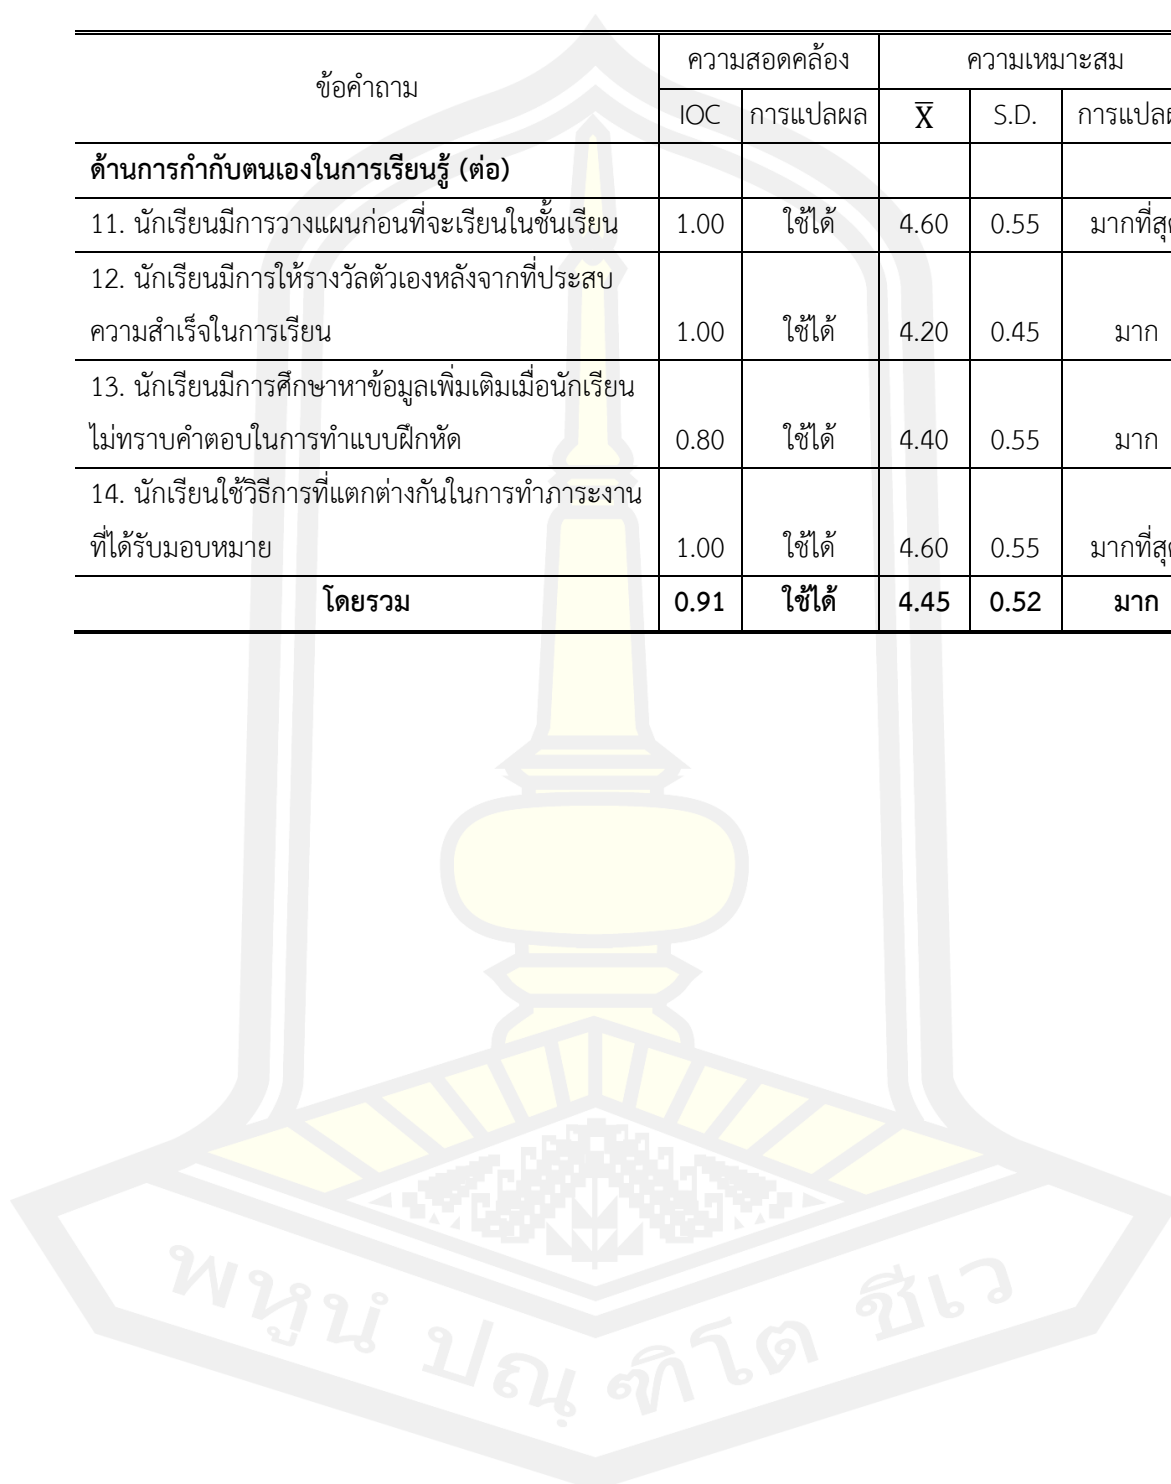 ข้อคำถาม ความสอดคล้อง ความเหมาะสม
IOC การแปลผล X̅ S.D.
ด้านการกำกับตนเองในการเรียนรู้ (ต่อ)
11. นักเรียนมีการวางแผนก่อนที่จะเรียนในชั้นเรียน 1.00 ใช้ได้ 4.60 0.55
12. นักเรียนมีการให้รางวัลตัวเองหลังจากที่ประสบ
ความสำเร็จในการเรียน 1.00 ใช้ได้ 4.20 0.45 มาก
13. นักเรียนมีการศึกษาหาข้อมูลเพิ่มเติมเมื่อนักเรียน
ไม่ทราบคำตอบในการทำแบบฝึกหัด 0.80 ใช้ได้ 4.40 0.55 มาก
14. นักเรียนใช้วิธีการที่แตกต่างกันในการทำภาระงาน
ที่ได้รับมอบหมาย 1.00 ใช้ได้ 4.60 0.55
โดยรวม 0.91 ใช้ได้ 4.45 0.52 มาก
พหูนํ ปณฺฑิโต ชีเว